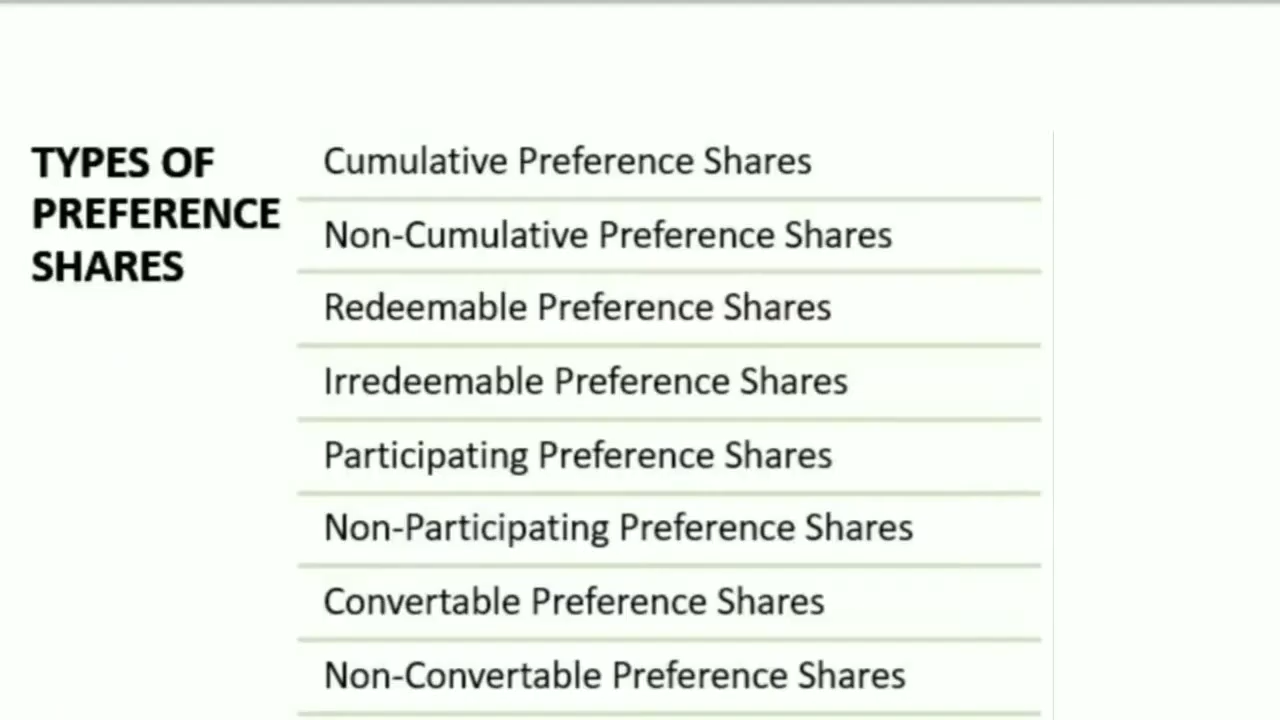 TYPES OF
PREFERENCE
SHARES
Cumulative Preference Shares
Non-Cumulative Preference Shares
Redeemable Preference Shares
Irredeemable Preference Shares
Participating Preference Shares
Non-Participating Preference Shares
Convertable Preference Shares
Non-Convertable Preference Shares